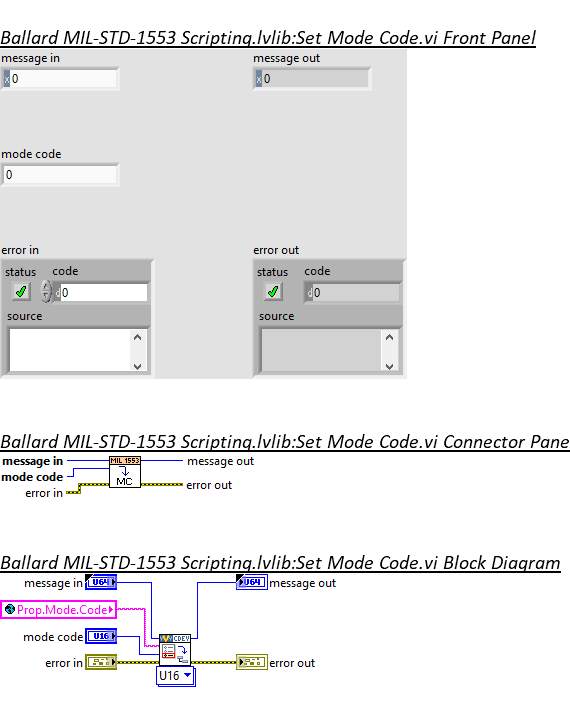 Ballard MIL-STD-1553 Scripting.lvlib:Set Mode Code.vi Front Panel
message in message out
x 0 x 0
mode code
0
error in error out
status code status code
d 0 d 0
source source
Ballard MIL-STD-1553 Scripting.lvlib:Set Mode Code.vi Connector Pane
message in MIL 1553 message out
mode code
MC error out
error in
Ballard MIL-STD-1553 Scripting.lvlib:Set Mode Code.vi Block Diagram
message in U64 U64 message out
Prop.Mode.Code
mode code U16 CDEV
error in error out
U16